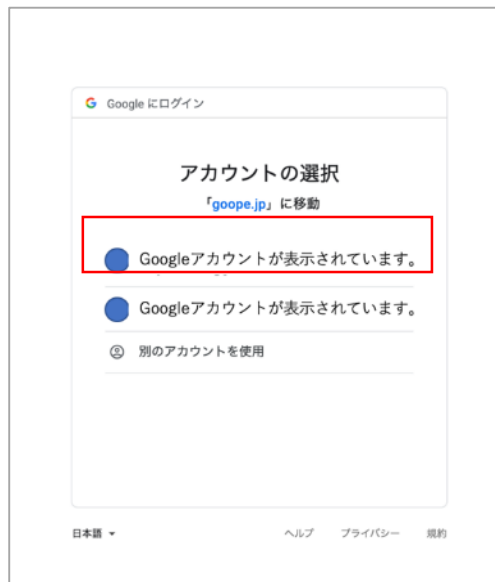 Google にログイン
アカウントの選択
「goope.jp」に移動
Googleアカウントが表示されています。
Googleアカウントが表示されています。
別のアカウントを使用
日本語 ヘルプ プライバシー 規約